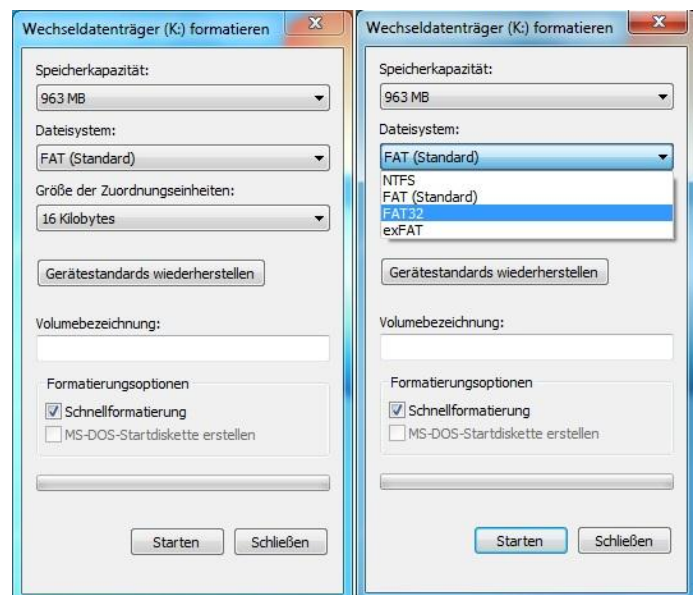 Wechseldatenträger (K:) formatieren
Speicherkapazität:
963 MB
Dateisystem:
FAT (Standard)
Größe der Zuordnungseinheiten:
16 Kilobytes
Gerätestandards wiederherstellen
Volumebezeichnung:
Formatierungsoptionen
Schnellformatierung
MS-DOS-Startdiskette erstellen
Starten
Schließen
Wechseldatenträger (K:) formatieren
Speicherkapazität:
963 MB
Dateisystem:
FAT (Standard)
NTFS
FAT (Standard)
FAT32
exFAT
Gerätestandards wiederherstellen
Volumebezeichnung:
Formatierungsoptionen
Schnellformatierung
MS-DOS-Startdiskette erstellen
Starten
Schließen